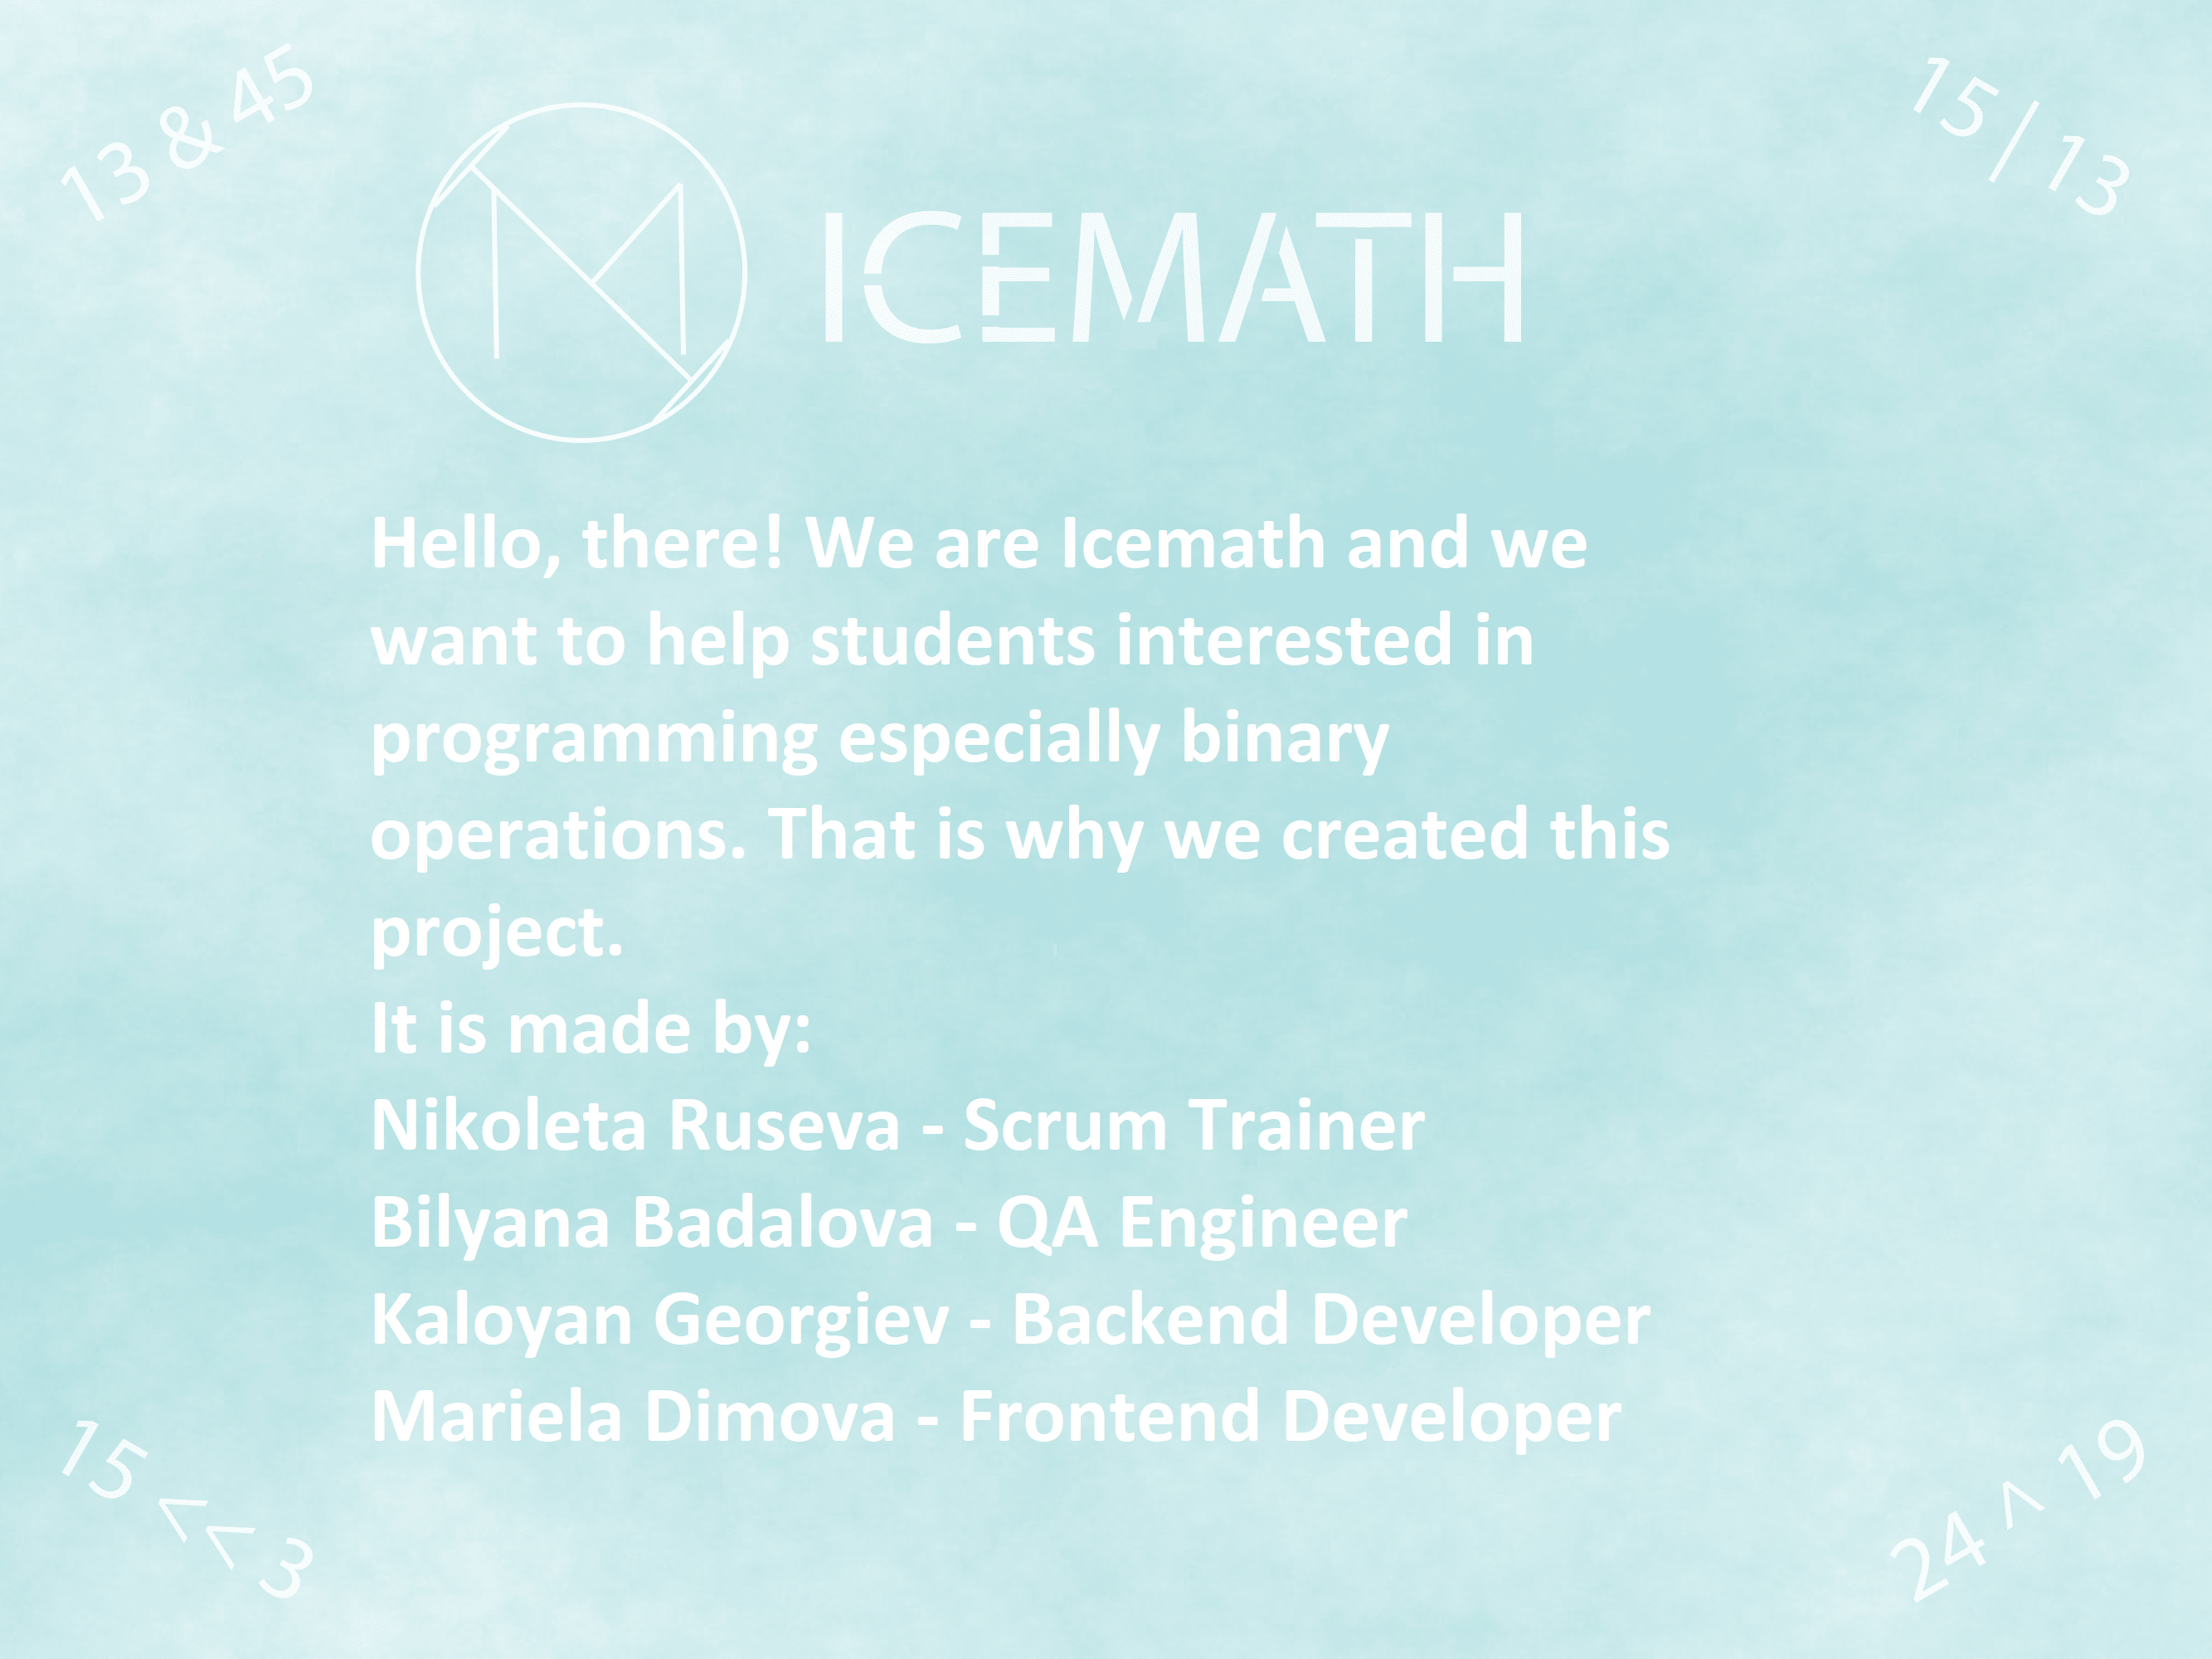 13 & 45
15 | 13
ICEMATH
Hello, there! We are Icemath and we
want to help students interested in
programming especially binary
operations. That is why we created this
project.
It is made by:
Nikoleta Ruseva - Scrum Trainer
Bilyana Badalova - QA Engineer
Kaloyan Georgiev - Backend Developer
Mariela Dimova - Frontend Developer
15 << 3
24 ^ 19